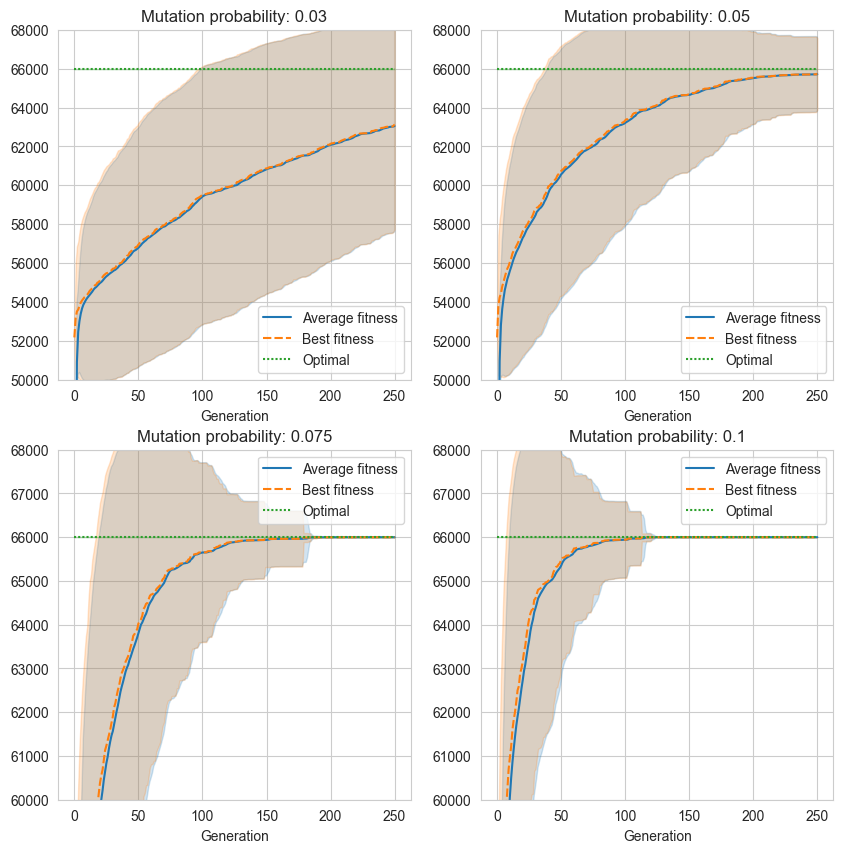 Mutation probability: 0.03
68000
66000
64000
62000
60000
58000
56000
54000
52000
50000
Average fitness
Best fitness
Optimal
0 50 100 150 200 250
Generation
Mutation probability: 0.05
68000
66000
64000
62000
60000
58000
56000
54000
52000
50000
Average fitness
Best fitness
Optimal
0 50 100 150 200 250
Generation
Mutation probability: 0.075
68000
67000
66000
65000
64000
63000
62000
61000
60000
Average fitness
Best fitness
Optimal
0 50 100 150 200 250
Generation
Mutation probability: 0.1
68000
67000
66000
65000
64000
63000
62000
61000
60000
Average fitness
Best fitness
Optimal
0 50 100 150 200 250
Generation